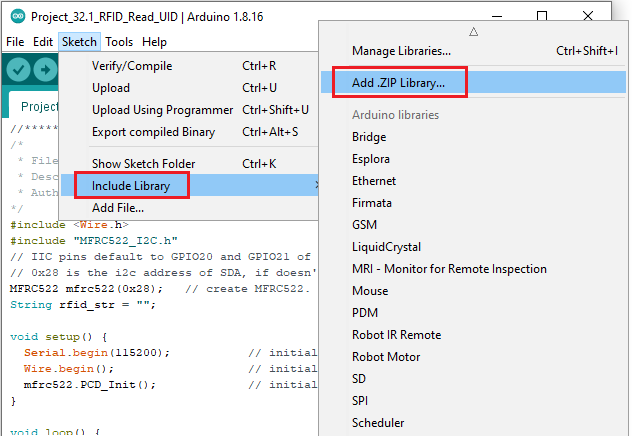 Project_32.1_RFID_Read_UID | Arduino 1.8.16
File Edit Sketch Tools Help
Verify/Compile Ctrl+R
Upload Ctrl+U
Upload Using Programmer Ctrl+Shift+U
Export compiled Binary Ctrl+Alt+S
Show Sketch Folder Ctrl+K
Include Library
Add File...
Manage Libraries... Ctrl+Shift+I
Add .ZIP Library...
Arduino libraries
Bridge
Esplora
Ethernet
Firmata
GSM
LiquidCrystal
MRI - Monitor for Remote Inspection
Mouse
PDM
Robot IR Remote
Robot Motor
SD
SPI
Scheduler
Project
//****
/*
* File
* Desc
* Auth
*/
#include <Wire.h>
#include "MFRC522_I2C.h"
// IIC pins default to GPIO20 and GPIO21 of
// 0x28 is the i2c address of SDA, if doesn'
MFRC522 mfrc522(0x28); // create MFRC522.
String rfid_str = "";
void setup() {
Serial.begin(115200); // initial
Wire.begin(); // initial
mfrc522.PCD_Init(); // initial
}
void loop() {